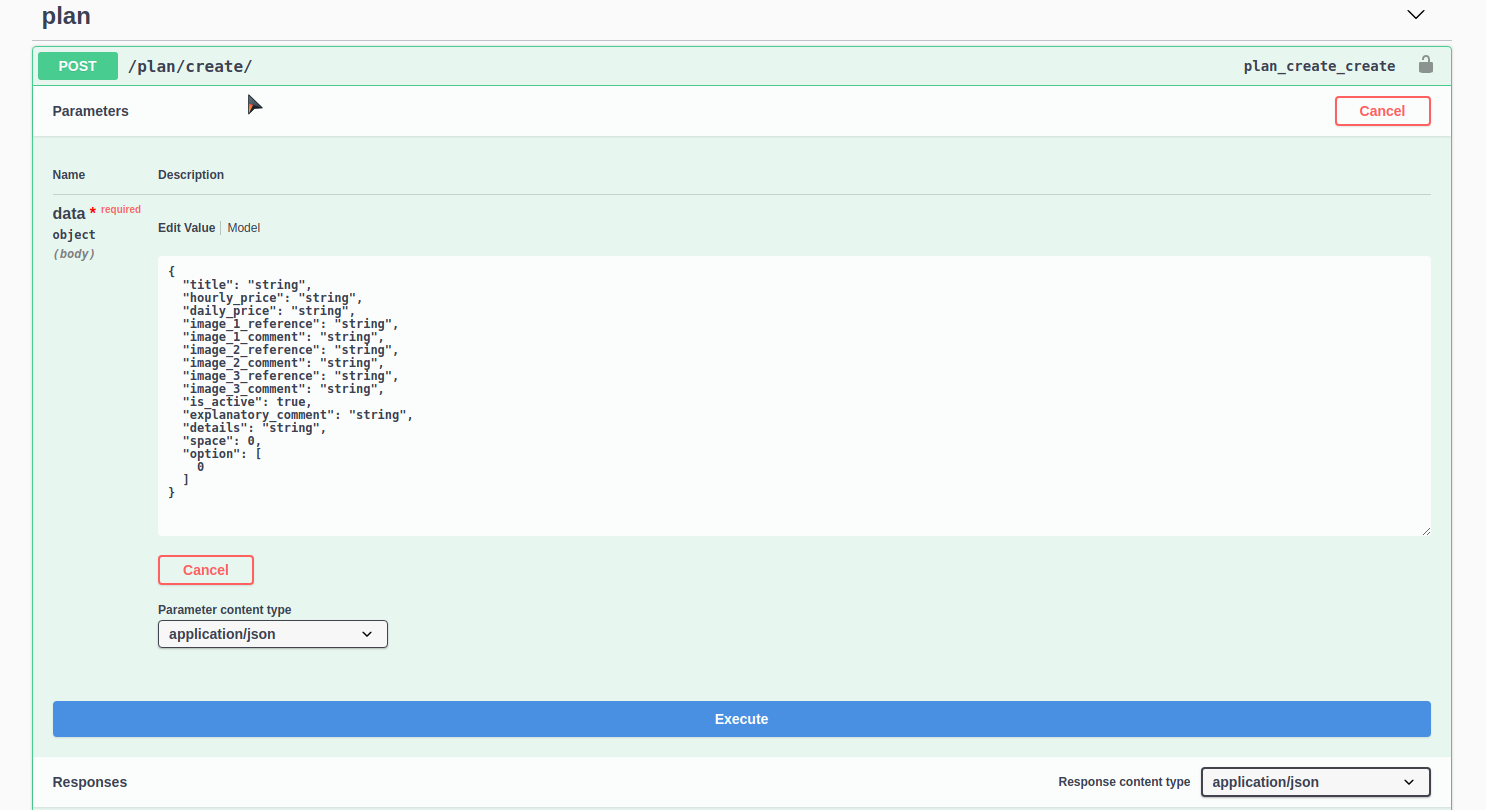 plan
POST /plan/create/ plan_create_create
Parameters Cancel
Name Description
data * required
object
(body)
Edit Value Model
{
  "title": "string",
  "hourly_price": "string",
  "daily_price": "string",
  "image_1_reference": "string",
  "image_1_comment": "string",
  "image_2_reference": "string",
  "image_2_comment": "string",
  "image_3_reference": "string",
  "image_3_comment": "string",
  "is_active": true,
  "explanatory_comment": "string",
  "details": "string",
  "space": 0,
  "option": [
    0
  ]
}
Cancel
Parameter content type
application/json
Execute
Responses Response content type application/json